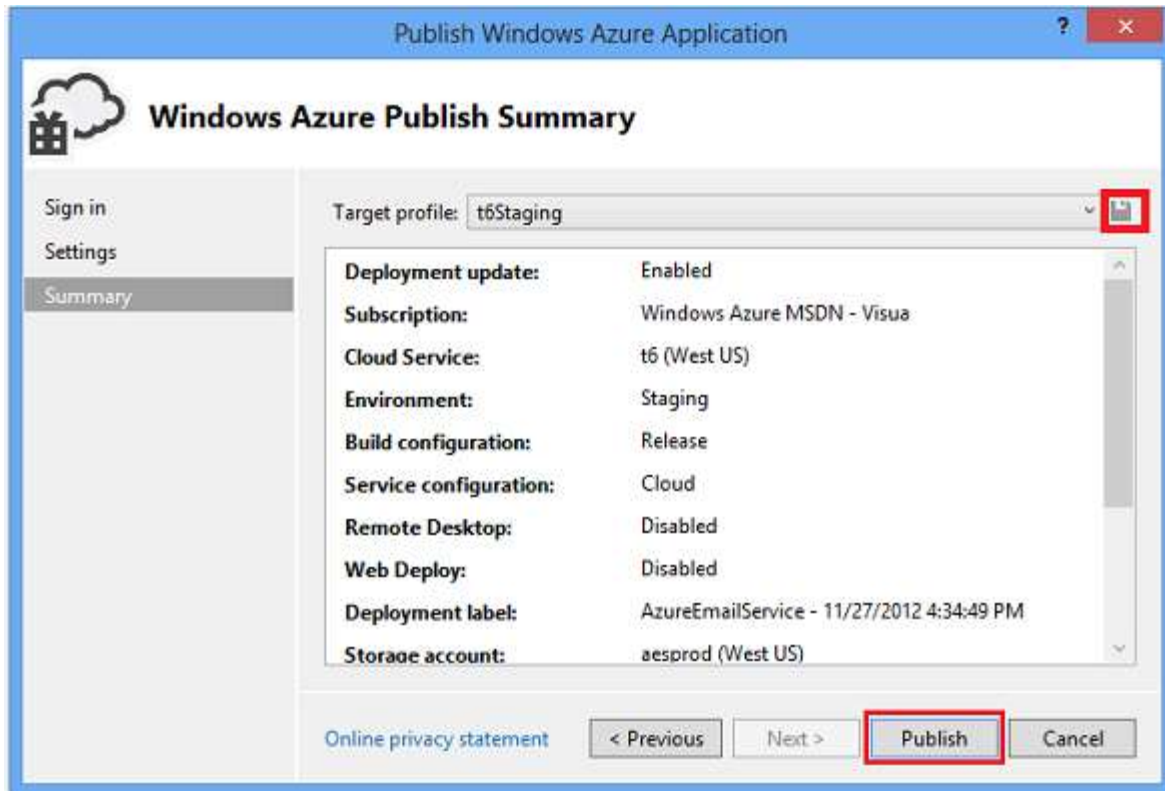 Publish Windows Azure Application
?
Windows Azure Publish Summary
Sign in
Settings
Summary
Target profile: t6Staging
Deployment update: Enabled
Subscription: Windows Azure MSDN - Visua
Cloud Service: t6 (West US)
Environment: Staging
Build configuration: Release
Service configuration: Cloud
Remote Desktop: Disabled
Web Deploy: Disabled
Deployment label: AzureEmailService - 11/27/2012 4:34:49 PM
Storage account: aesprod (West US)
Online privacy statement
< Previous
Next >
Publish
Cancel